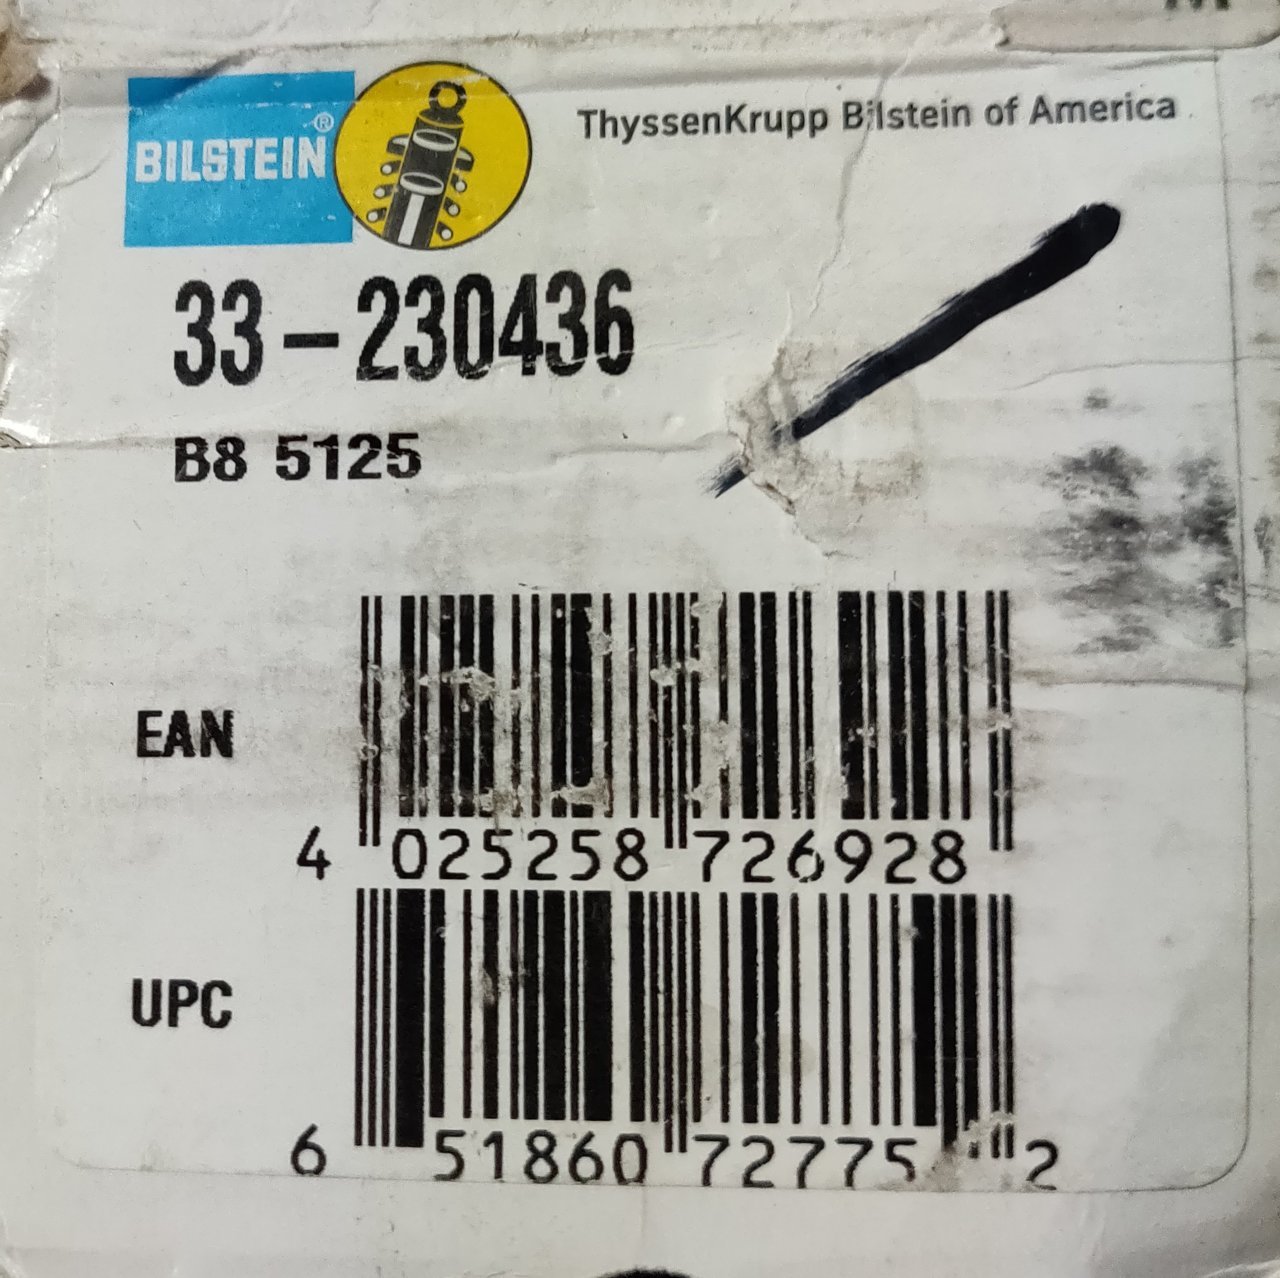 BILSTEIN®
ThyssenKrupp Bilstein of America
33-230436
B8 5125
EAN
4 025258 726928
UPC
6 51860 72775 2